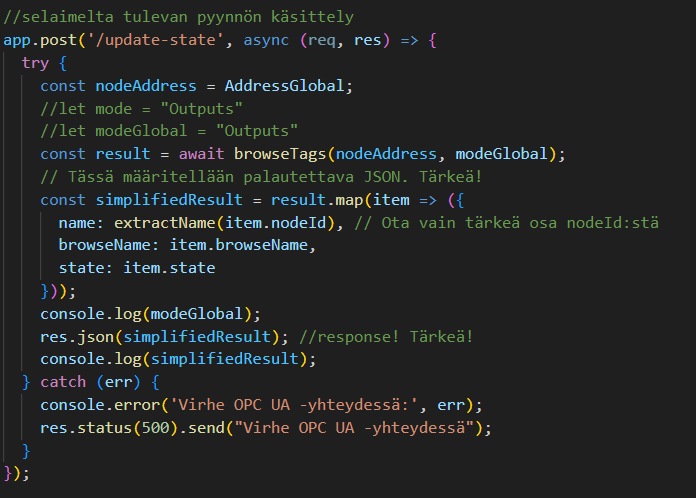 //selaimelta tulevan pyynnön käsittely
app.post('/update-state', async (req, res) => {
  try {
    const nodeAddress = AddressGlobal;
    //let mode = "Outputs"
    //let modeGlobal = "Outputs"
    const result = await browseTags(nodeAddress, modeGlobal);
    // Tässä määritellään palautettava JSON. Tärkeä!
    const simplifiedResult = result.map(item => ({
      name: extractName(item.nodeId), // Ota vain tärkeä osa nodeId:stä
      browseName: item.browseName,
      state: item.state
    }));
    console.log(modeGlobal);
    res.json(simplifiedResult); //response! Tärkeä!
    console.log(simplifiedResult);
  } catch (err) {
    console.error('Virhe OPC UA -yhteydessä:', err);
    res.status(500).send("Virhe OPC UA -yhteydessä");
  }
});